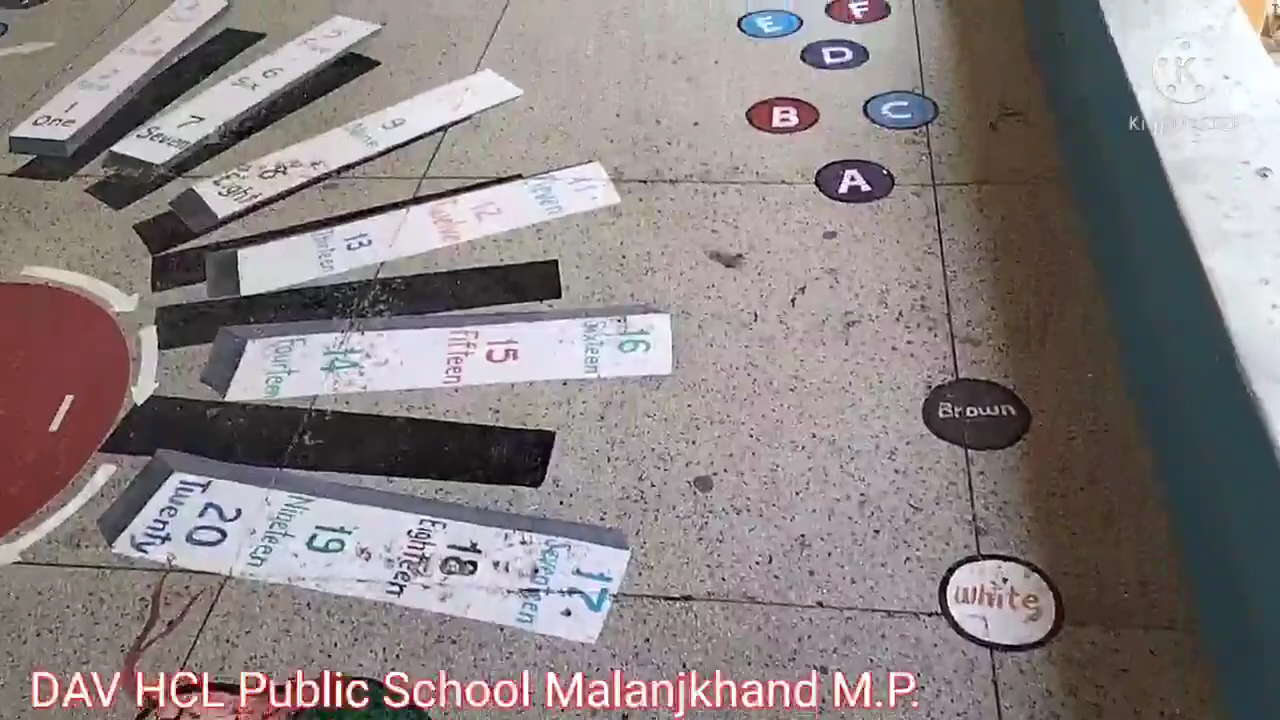 E
F
D
B
C
A
1
One
6
7
Seven
9
Nine
8
Eight
11
Eleven
12
Twelve
13
Thirteen
16
Sixteen
15
Fifteen
14
Fourteen
Brown
20
Twenty
19
Nineteen
18
Eighteen
17
Seventeen
white
K
DAV HCL Public School Malanjkhand M.P.